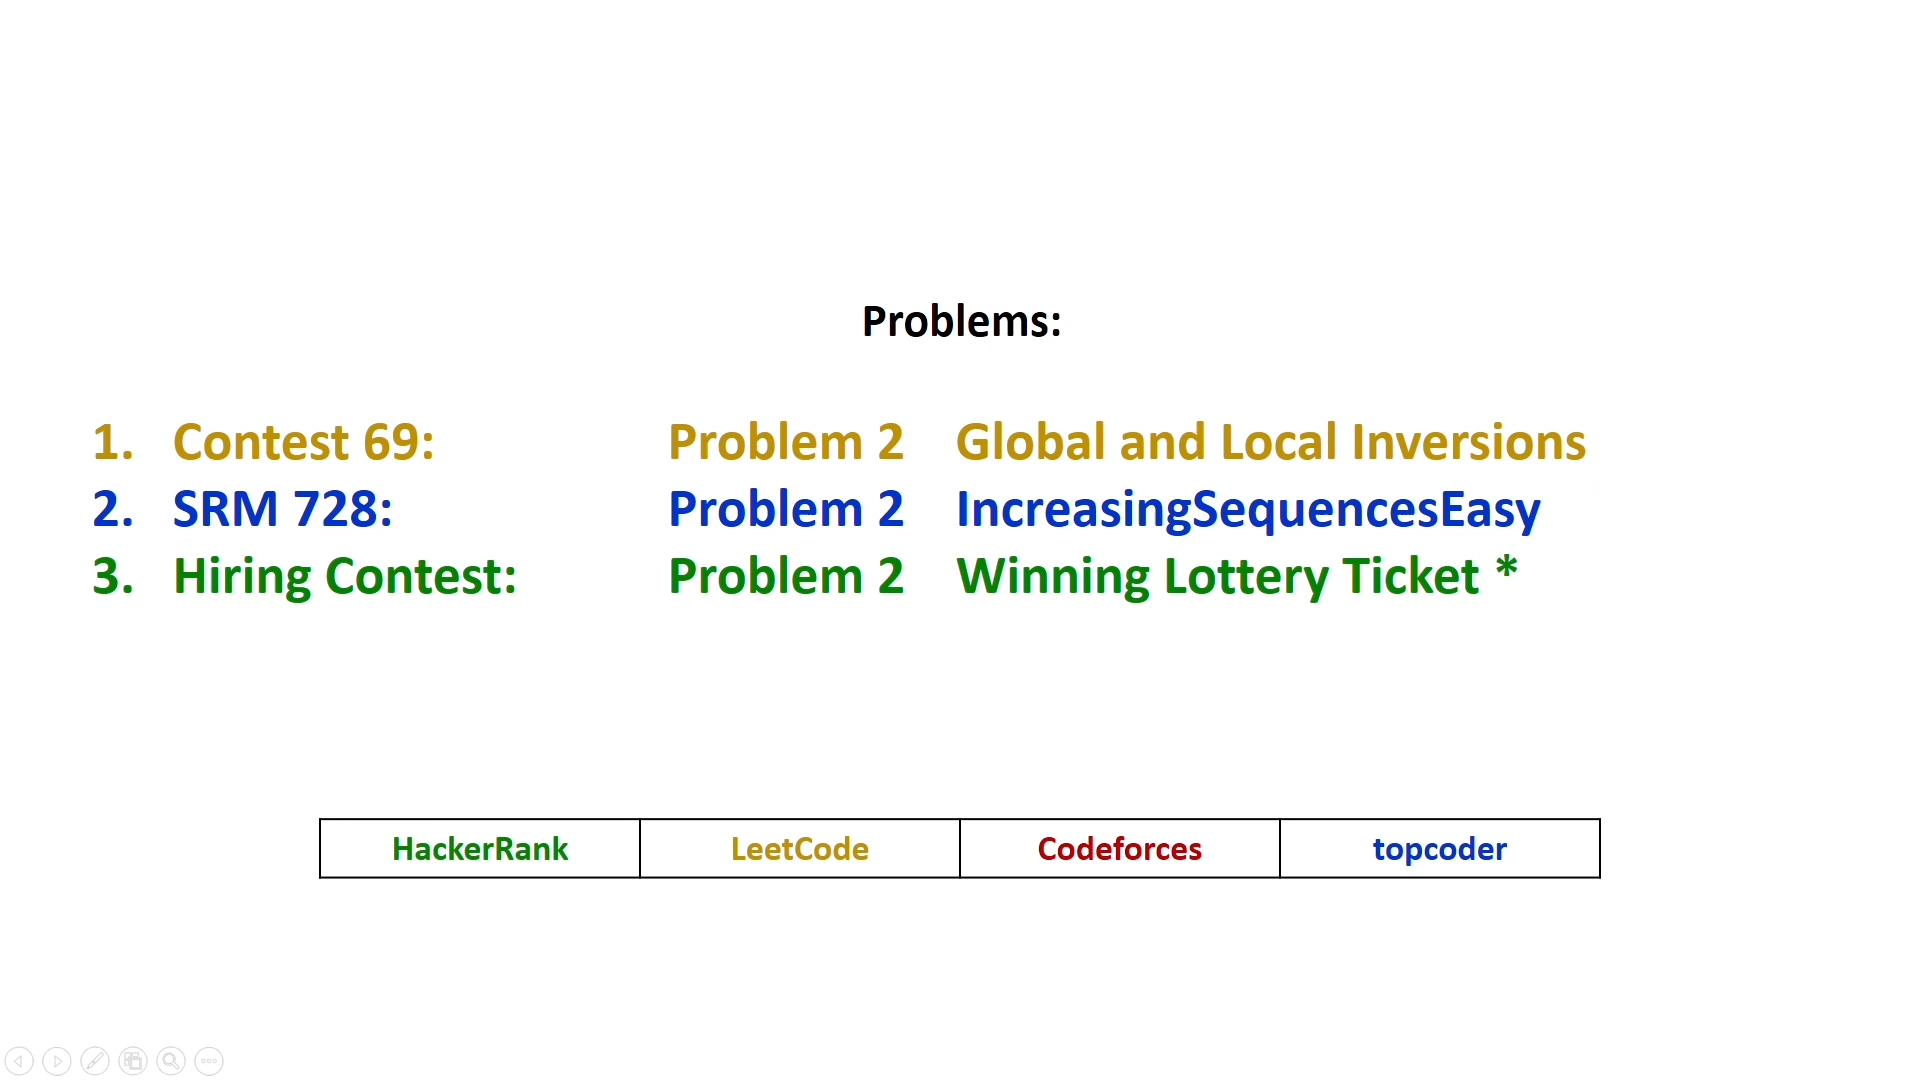 Problems:
1. Contest 69: Problem 2 Global and Local Inversions
2. SRM 728: Problem 2 IncreasingSequencesEasy
3. Hiring Contest: Problem 2 Winning Lottery Ticket *
HackerRank LeetCode Codeforces topcoder